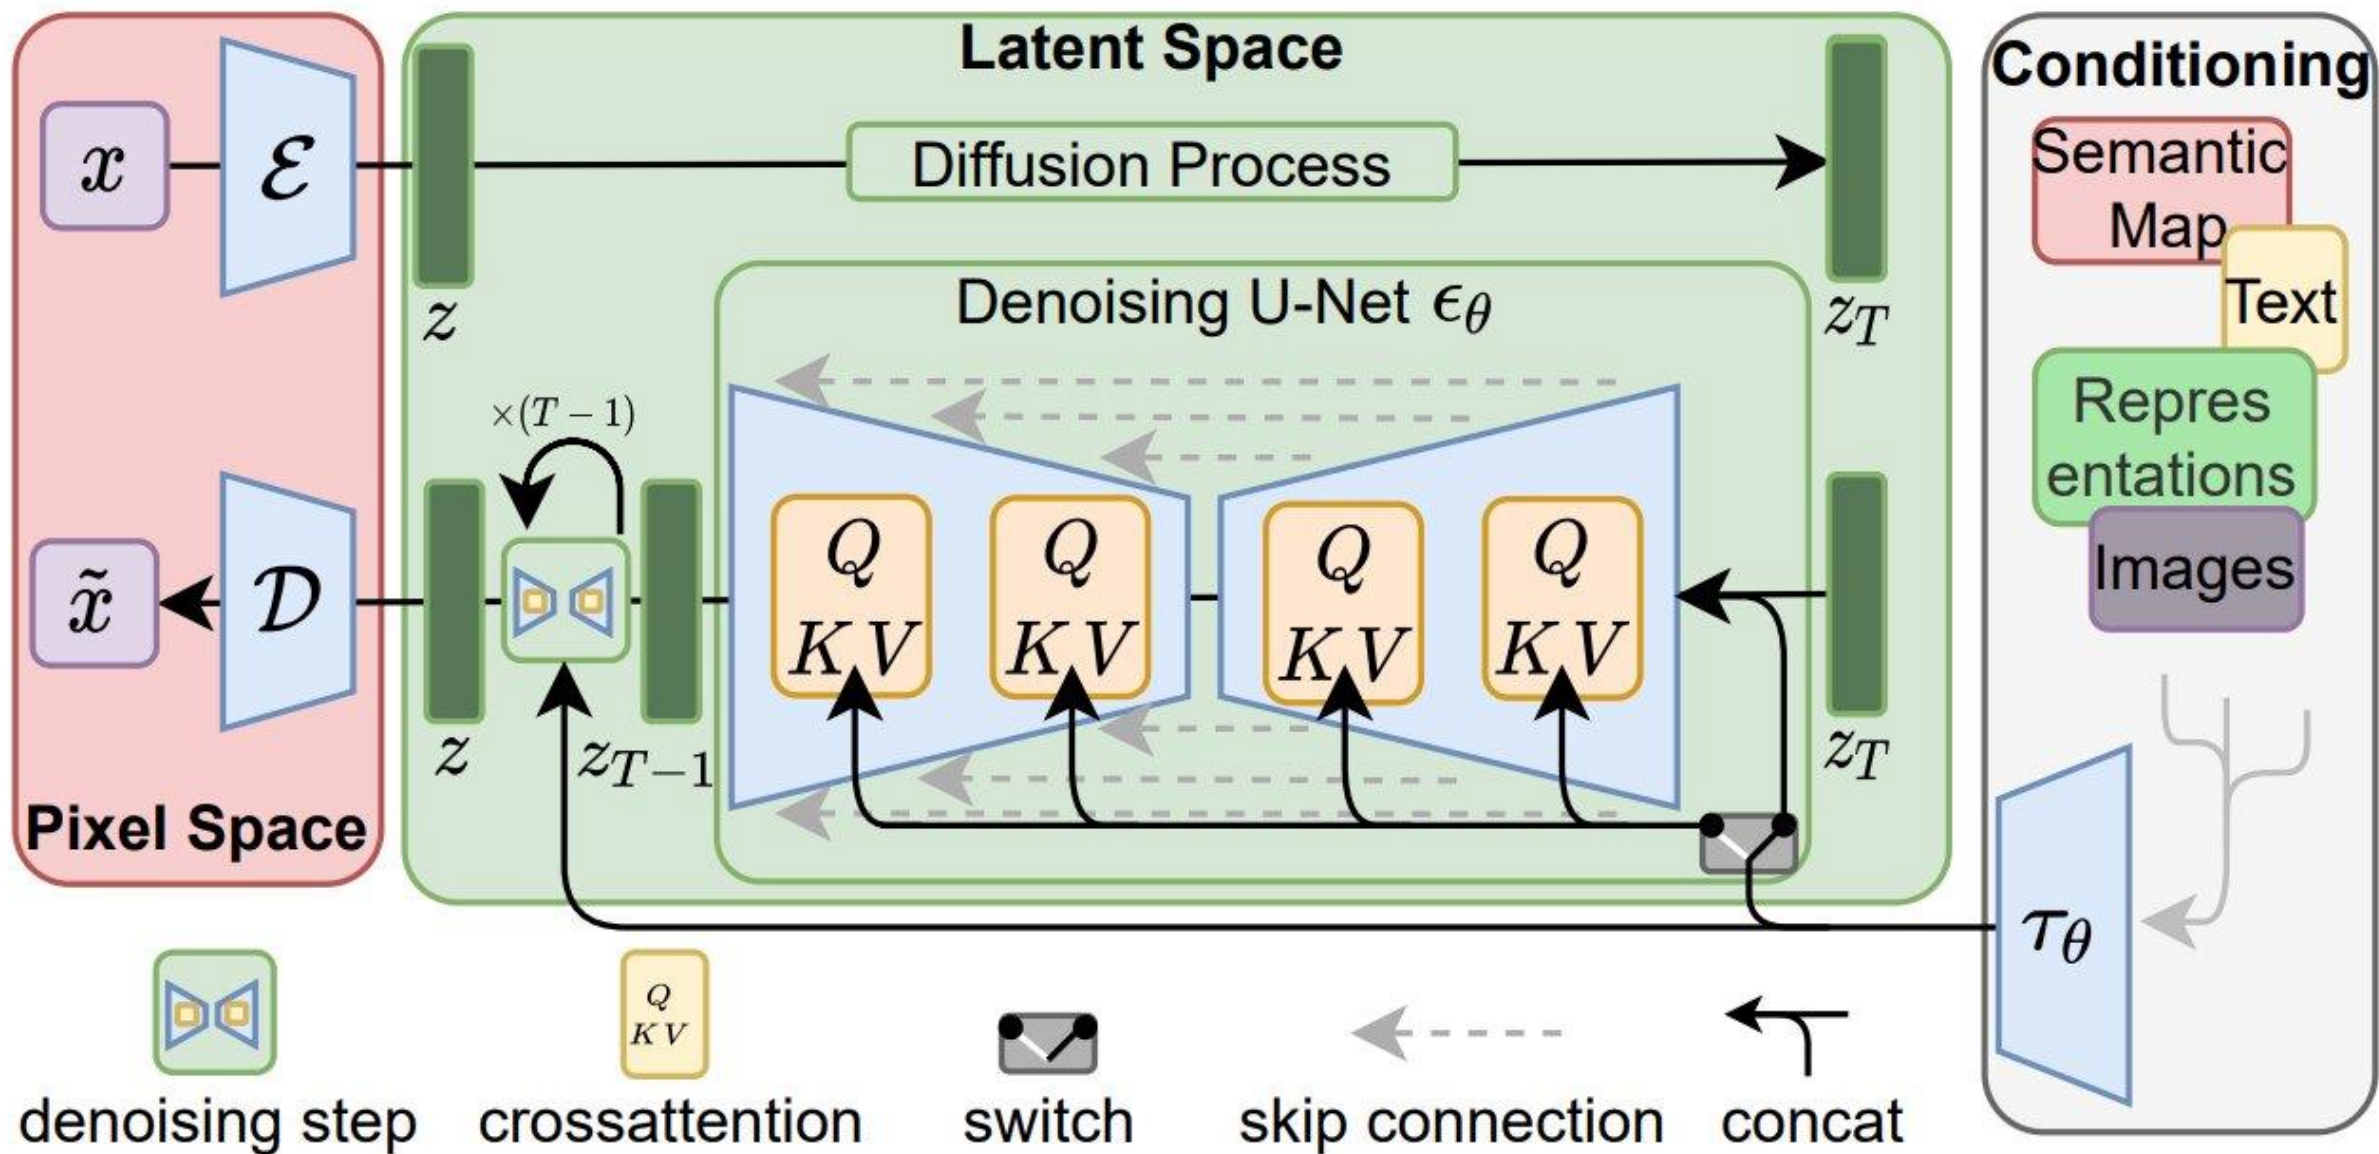 Latent Space
Conditioning
x
ℰ
Diffusion Process
z
z_T
Semantic
Map
Text
Denoising U-Net ϵ_θ
Repres
entations
Images
×(T − 1)
Q
K V
Q
K V
Q
K V
Q
K V
x̃
𝒟
z
z_{T−1}
z_T
Pixel Space
τ_θ
Q
K V
denoising step
crossattention
switch
skip connection
concat